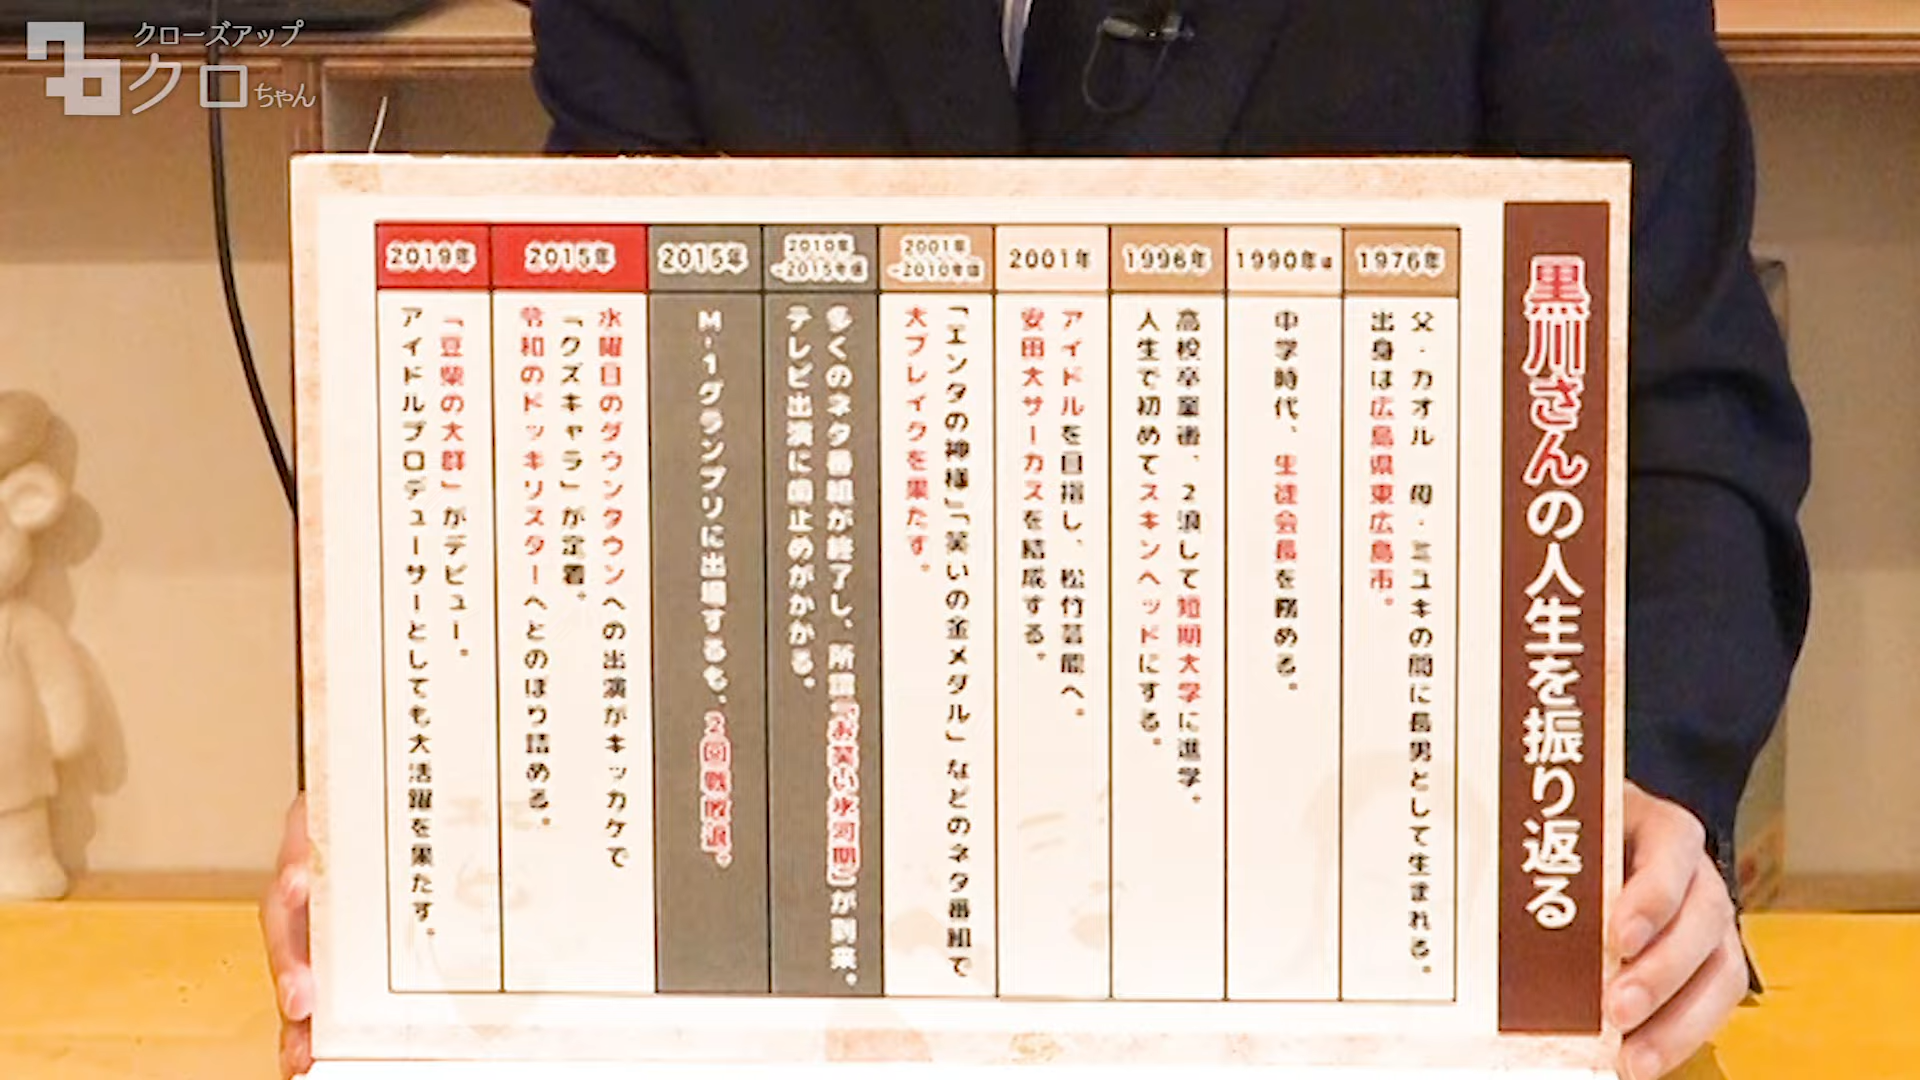 クローズアップ
クロちゃん
黒川さんの人生を振り返る
1976年
父・カオル 母・ミユキの間に長男として生まれる。
出身は広島県東広島市。
1990年頃
中学時代、生徒会長を務める。
1996年
高校卒業後、2浪して短期大学に進学。
人生で初めてスキンヘッドにする。
2001年
アイドルを目指し、松竹芸能へ。
安田大サーカスを結成する。
2001年
-2010年頃
「エンタの神様」「笑いの金メダル」などのネタ番組で
大ブレイクを果たす。
2010年
-2015年頃
多くのネタ番組が終了し、所謂「お笑い氷河期」が到来。
テレビ出演に歯止めがかかる。
2015年
M-1グランプリに出場するも、2回戦敗退。
2015年
水曜日のダウンタウンへの出演がキッカケで
「クズキャラ」が定着。
令和のドッキリスターへとのぼり詰める。
2019年
「豆柴の大群」がデビュー。
アイドルプロデューサーとしても大活躍を果たす。